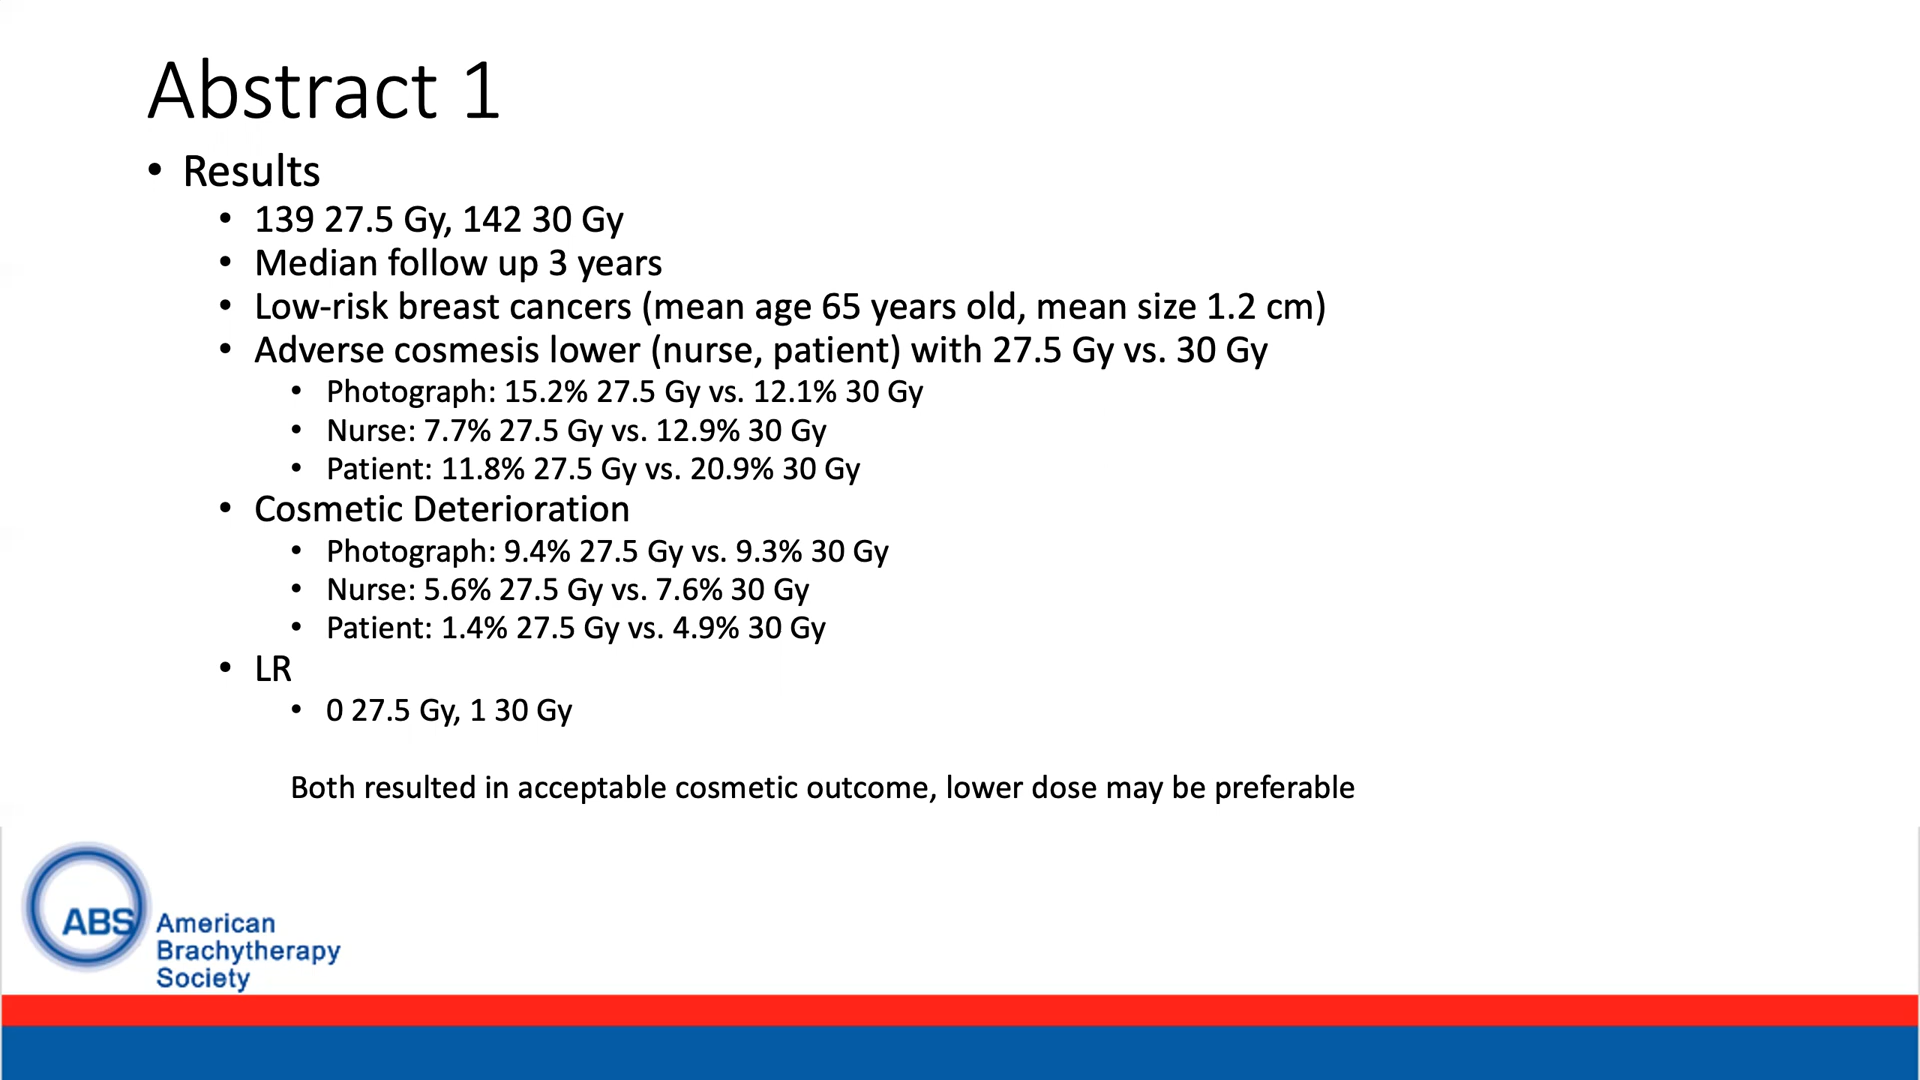 Abstract 1
• Results
• 139 27.5 Gy, 142 30 Gy
• Median follow up 3 years
• Low-risk breast cancers (mean age 65 years old, mean size 1.2 cm)
• Adverse cosmesis lower (nurse, patient) with 27.5 Gy vs. 30 Gy
• Photograph: 15.2% 27.5 Gy vs. 12.1% 30 Gy
• Nurse: 7.7% 27.5 Gy vs. 12.9% 30 Gy
• Patient: 11.8% 27.5 Gy vs. 20.9% 30 Gy
• Cosmetic Deterioration
• Photograph: 9.4% 27.5 Gy vs. 9.3% 30 Gy
• Nurse: 5.6% 27.5 Gy vs. 7.6% 30 Gy
• Patient: 1.4% 27.5 Gy vs. 4.9% 30 Gy
• LR
• 0 27.5 Gy, 1 30 Gy
Both resulted in acceptable cosmetic outcome, lower dose may be preferable
ABS
American
Brachytherapy
Society